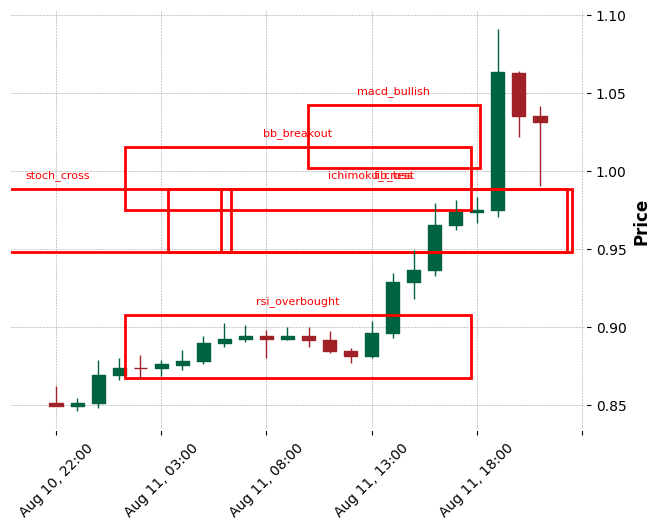 1.10
1.05
macd_bullish
bb_breakout
1.00
stoch_cross
ichimoku_cross
fib_test
Price
0.95
rsi_overbought
0.90
0.85
Aug 10, 22:00
Aug 11, 03:00
Aug 11, 08:00
Aug 11, 13:00
Aug 11, 18:00